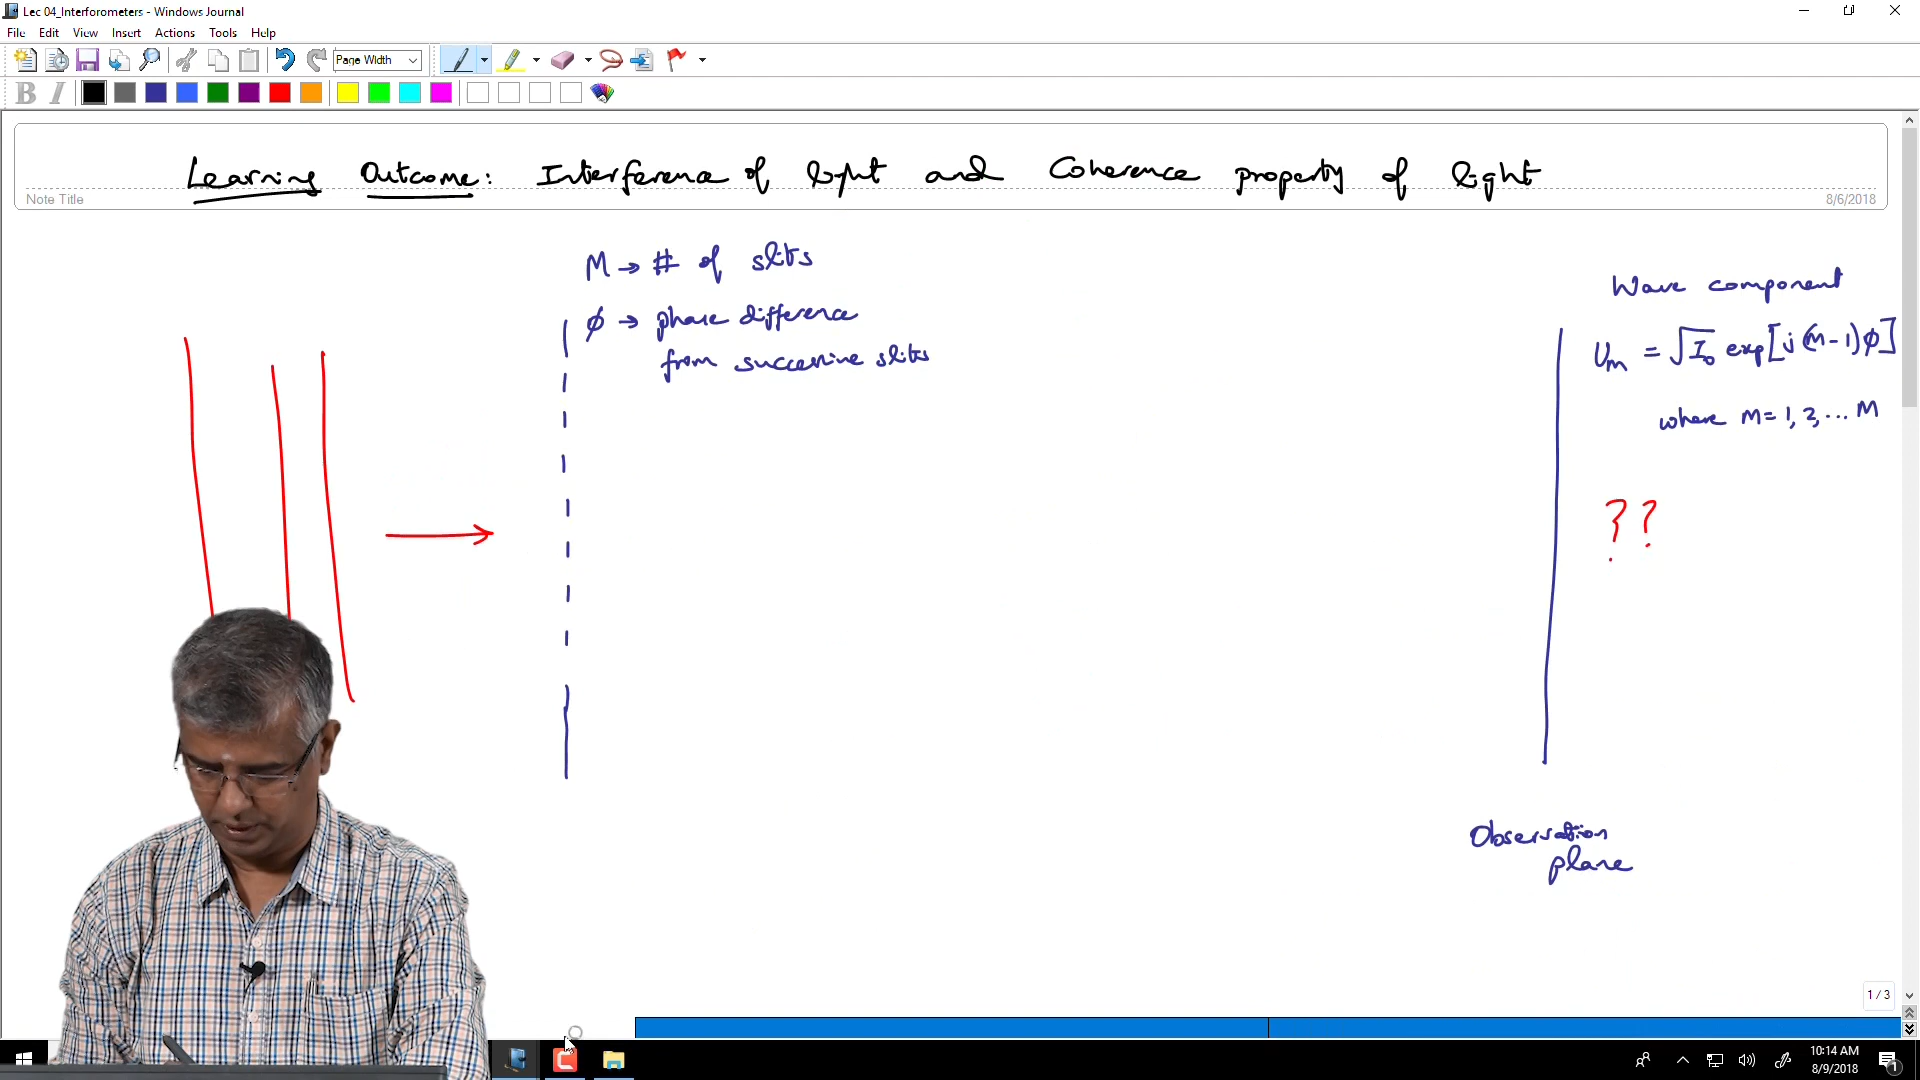 Lec 04_Interforometers - Windows Journal
File Edit View Insert Actions Tools Help
Page Width
B I
Learning Outcome: Interference of light and Coherence property of light
Note Title
8/6/2018
M → # of slits
ϕ → phase difference
from successive slits
Wave component
Um = √I₀ exp[j(m-1)ϕ]
where m = 1, 2, ... M
??
Observation
plane
1 / 3
10:14 AM
8/9/2018
1